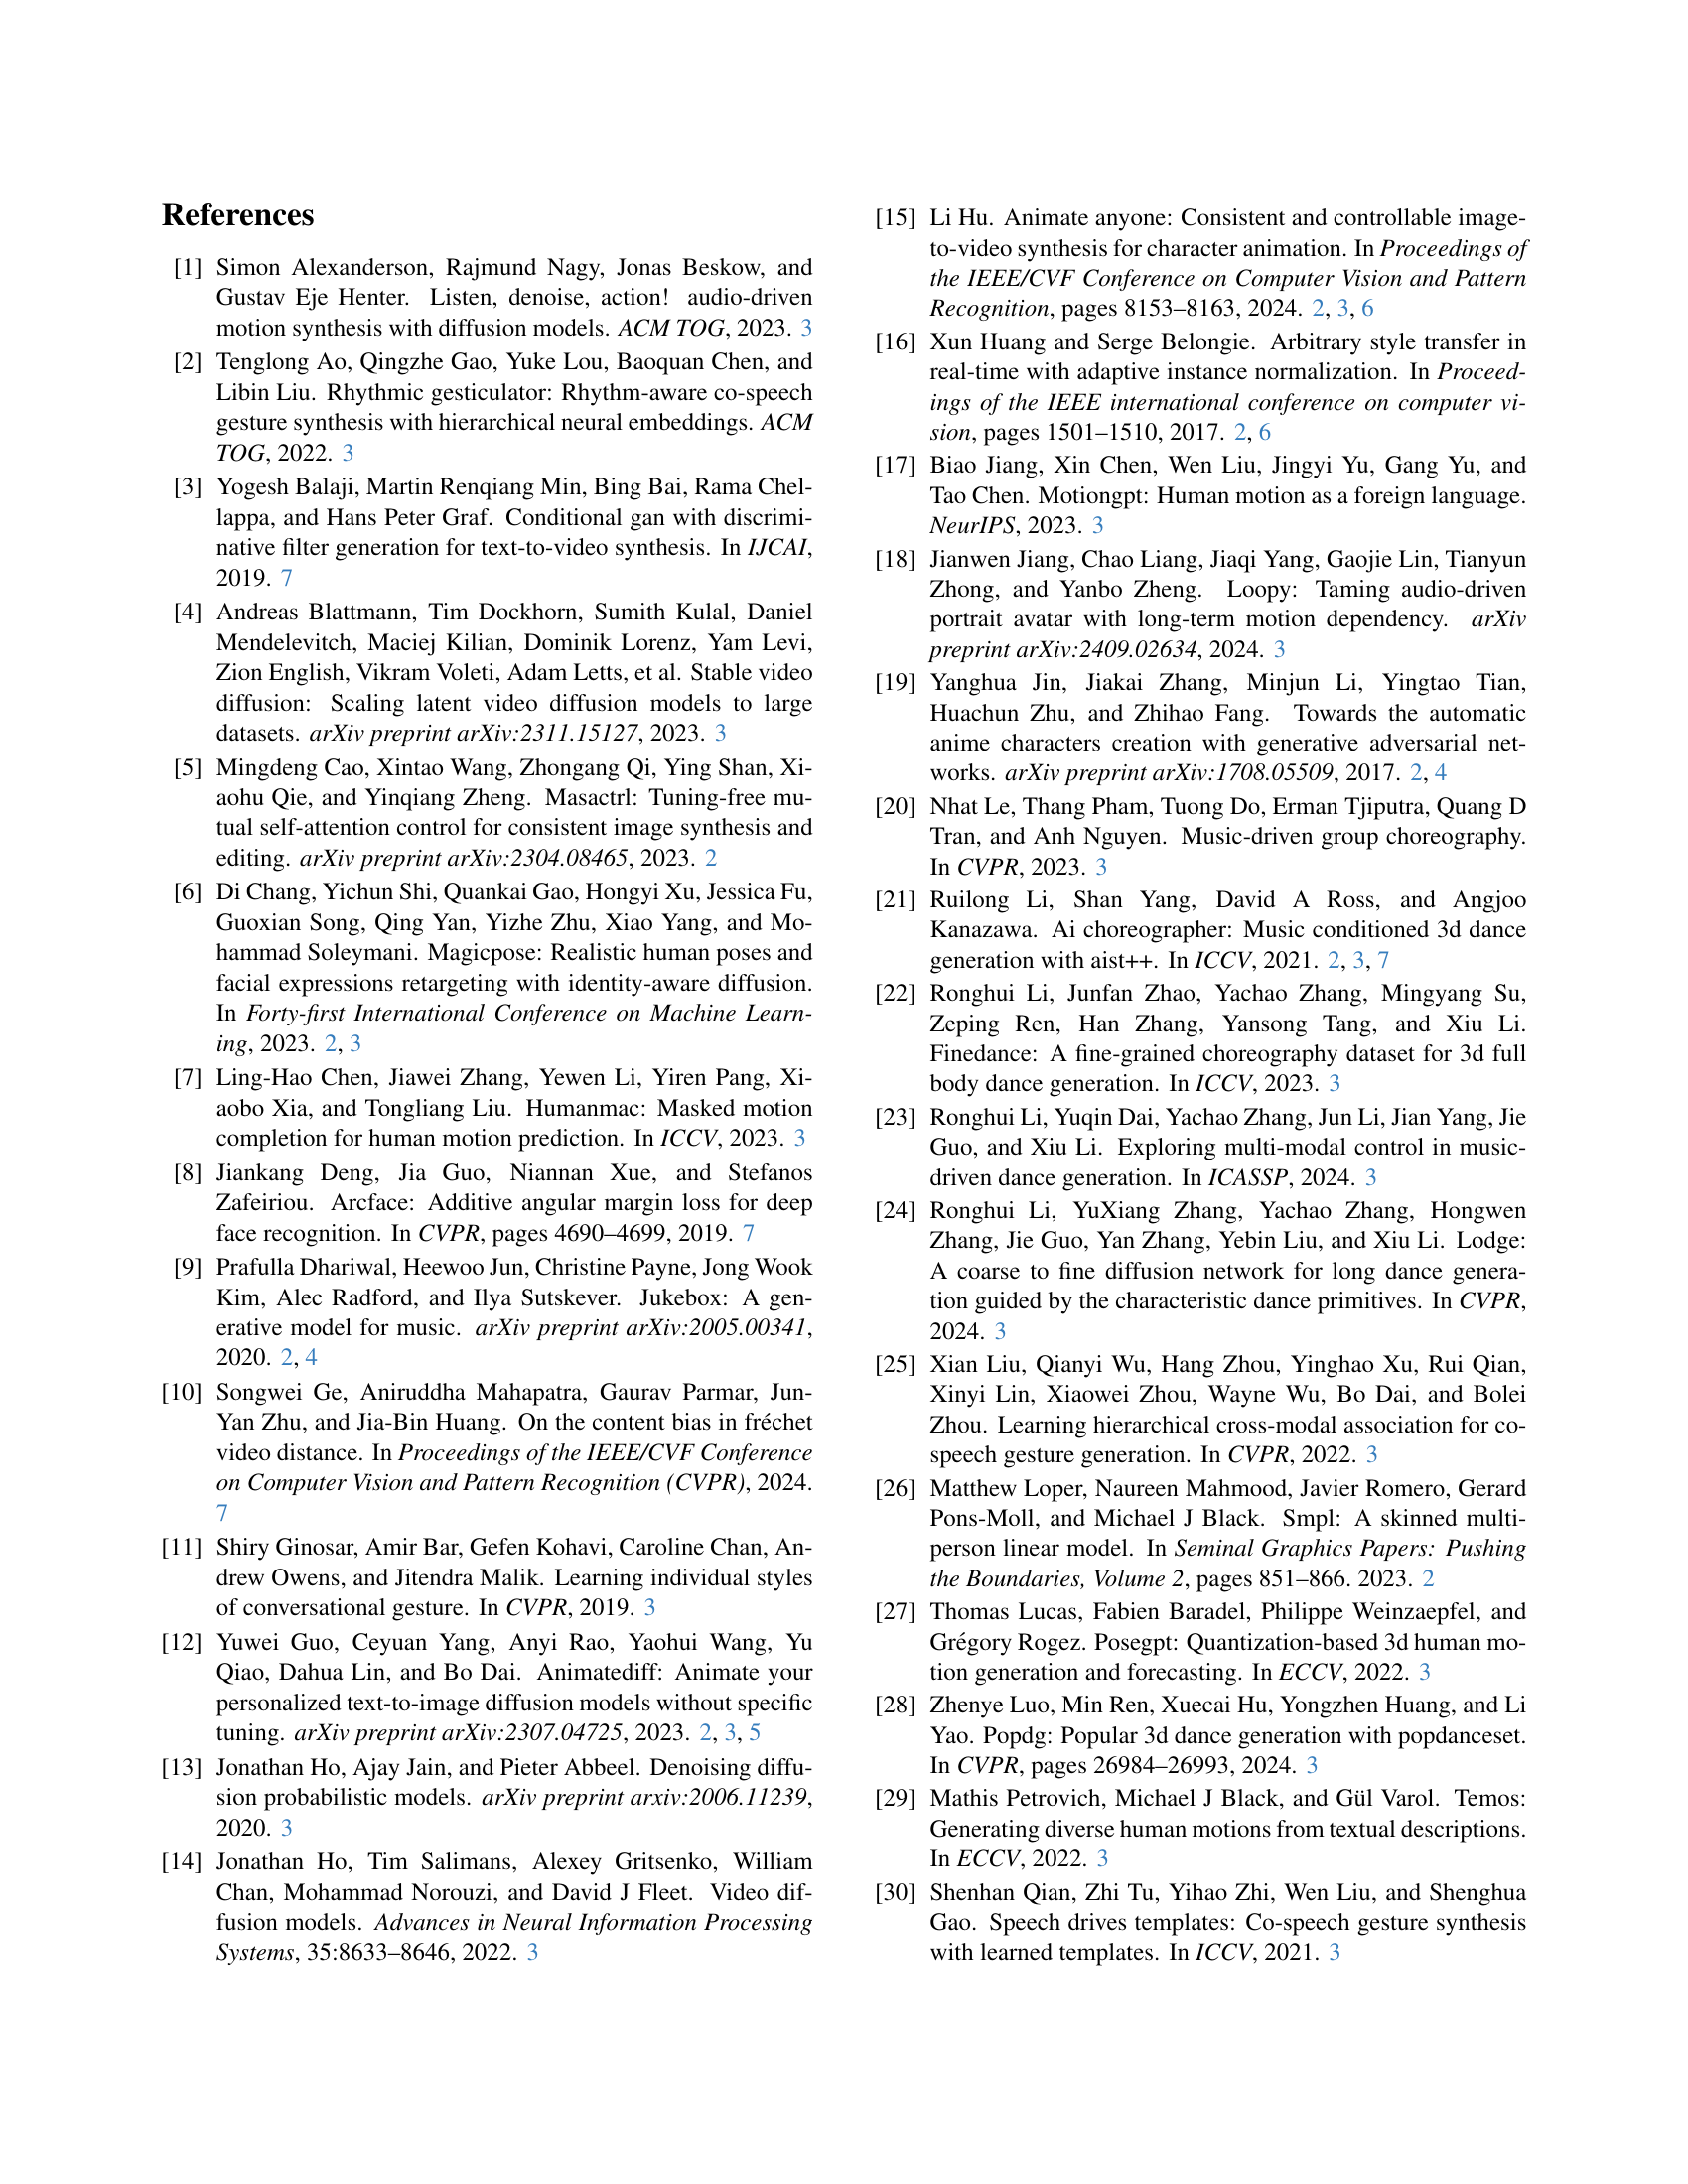 References
[1] Simon Alexanderson, Rajmund Nagy, Jonas Beskow, and
Gustav Eje Henter. Listen, denoise, action! audio-driven
motion synthesis with diffusion models. ACM TOG, 2023. 3
[2] Tenglong Ao, Qingzhe Gao, Yuke Lou, Baoquan Chen, and
Libin Liu. Rhythmic gesticulator: Rhythm-aware co-speech
gesture synthesis with hierarchical neural embeddings. ACM
TOG, 2022. 3
[3] Yogesh Balaji, Martin Renqiang Min, Bing Bai, Rama Chel-
lappa, and Hans Peter Graf. Conditional gan with discrimi-
native filter generation for text-to-video synthesis. In IJCAI,
2019. 7
[4] Andreas Blattmann, Tim Dockhorn, Sumith Kulal, Daniel
Mendelevitch, Maciej Kilian, Dominik Lorenz, Yam Levi,
Zion English, Vikram Voleti, Adam Letts, et al. Stable video
diffusion: Scaling latent video diffusion models to large
datasets. arXiv preprint arXiv:2311.15127, 2023. 3
[5] Mingdeng Cao, Xintao Wang, Zhongang Qi, Ying Shan, Xi-
aohu Qie, and Yinqiang Zheng. Masactrl: Tuning-free mu-
tual self-attention control for consistent image synthesis and
editing. arXiv preprint arXiv:2304.08465, 2023. 2
[6] Di Chang, Yichun Shi, Quankai Gao, Hongyi Xu, Jessica Fu,
Guoxian Song, Qing Yan, Yizhe Zhu, Xiao Yang, and Mo-
hammad Soleymani. Magicpose: Realistic human poses and
facial expressions retargeting with identity-aware diffusion.
In Forty-first International Conference on Machine Learn-
ing, 2023. 2, 3
[7] Ling-Hao Chen, Jiawei Zhang, Yewen Li, Yiren Pang, Xi-
aobo Xia, and Tongliang Liu. Humanmac: Masked motion
completion for human motion prediction. In ICCV, 2023. 3
[8] Jiankang Deng, Jia Guo, Niannan Xue, and Stefanos
Zafeiriou. Arcface: Additive angular margin loss for deep
face recognition. In CVPR, pages 4690–4699, 2019. 7
[9] Prafulla Dhariwal, Heewoo Jun, Christine Payne, Jong Wook
Kim, Alec Radford, and Ilya Sutskever. Jukebox: A gen-
erative model for music. arXiv preprint arXiv:2005.00341,
2020. 2, 4
[10] Songwei Ge, Aniruddha Mahapatra, Gaurav Parmar, Jun-
Yan Zhu, and Jia-Bin Huang. On the content bias in fréchet
video distance. In Proceedings of the IEEE/CVF Conference
on Computer Vision and Pattern Recognition (CVPR), 2024.
7
[11] Shiry Ginosar, Amir Bar, Gefen Kohavi, Caroline Chan, An-
drew Owens, and Jitendra Malik. Learning individual styles
of conversational gesture. In CVPR, 2019. 3
[12] Yuwei Guo, Ceyuan Yang, Anyi Rao, Yaohui Wang, Yu
Qiao, Dahua Lin, and Bo Dai. Animatediff: Animate your
personalized text-to-image diffusion models without specific
tuning. arXiv preprint arXiv:2307.04725, 2023. 2, 3, 5
[13] Jonathan Ho, Ajay Jain, and Pieter Abbeel. Denoising diffu-
sion probabilistic models. arXiv preprint arxiv:2006.11239,
2020. 3
[14] Jonathan Ho, Tim Salimans, Alexey Gritsenko, William
Chan, Mohammad Norouzi, and David J Fleet. Video dif-
fusion models. Advances in Neural Information Processing
Systems, 35:8633–8646, 2022. 3
[15] Li Hu. Animate anyone: Consistent and controllable image-
to-video synthesis for character animation. In Proceedings of
the IEEE/CVF Conference on Computer Vision and Pattern
Recognition, pages 8153–8163, 2024. 2, 3, 6
[16] Xun Huang and Serge Belongie. Arbitrary style transfer in
real-time with adaptive instance normalization. In Proceed-
ings of the IEEE international conference on computer vi-
sion, pages 1501–1510, 2017. 2, 6
[17] Biao Jiang, Xin Chen, Wen Liu, Jingyi Yu, Gang Yu, and
Tao Chen. Motiongpt: Human motion as a foreign language.
NeurIPS, 2023. 3
[18] Jianwen Jiang, Chao Liang, Jiaqi Yang, Gaojie Lin, Tianyun
Zhong, and Yanbo Zheng. Loopy: Taming audio-driven
portrait avatar with long-term motion dependency. arXiv
preprint arXiv:2409.02634, 2024. 3
[19] Yanghua Jin, Jiakai Zhang, Minjun Li, Yingtao Tian,
Huachun Zhu, and Zhihao Fang. Towards the automatic
anime characters creation with generative adversarial net-
works. arXiv preprint arXiv:1708.05509, 2017. 2, 4
[20] Nhat Le, Thang Pham, Tuong Do, Erman Tjiputra, Quang D
Tran, and Anh Nguyen. Music-driven group choreography.
In CVPR, 2023. 3
[21] Ruilong Li, Shan Yang, David A Ross, and Angjoo
Kanazawa. Ai choreographer: Music conditioned 3d dance
generation with aist++. In ICCV, 2021. 2, 3, 7
[22] Ronghui Li, Junfan Zhao, Yachao Zhang, Mingyang Su,
Zeping Ren, Han Zhang, Yansong Tang, and Xiu Li.
Finedance: A fine-grained choreography dataset for 3d full
body dance generation. In ICCV, 2023. 3
[23] Ronghui Li, Yuqin Dai, Yachao Zhang, Jun Li, Jian Yang, Jie
Guo, and Xiu Li. Exploring multi-modal control in music-
driven dance generation. In ICASSP, 2024. 3
[24] Ronghui Li, YuXiang Zhang, Yachao Zhang, Hongwen
Zhang, Jie Guo, Yan Zhang, Yebin Liu, and Xiu Li. Lodge:
A coarse to fine diffusion network for long dance genera-
tion guided by the characteristic dance primitives. In CVPR,
2024. 3
[25] Xian Liu, Qianyi Wu, Hang Zhou, Yinghao Xu, Rui Qian,
Xinyi Lin, Xiaowei Zhou, Wayne Wu, Bo Dai, and Bolei
Zhou. Learning hierarchical cross-modal association for co-
speech gesture generation. In CVPR, 2022. 3
[26] Matthew Loper, Naureen Mahmood, Javier Romero, Gerard
Pons-Moll, and Michael J Black. Smpl: A skinned multi-
person linear model. In Seminal Graphics Papers: Pushing
the Boundaries, Volume 2, pages 851–866. 2023. 2
[27] Thomas Lucas, Fabien Baradel, Philippe Weinzaepfel, and
Grégory Rogez. Posegpt: Quantization-based 3d human mo-
tion generation and forecasting. In ECCV, 2022. 3
[28] Zhenye Luo, Min Ren, Xuecai Hu, Yongzhen Huang, and Li
Yao. Popdg: Popular 3d dance generation with popdanceset.
In CVPR, pages 26984–26993, 2024. 3
[29] Mathis Petrovich, Michael J Black, and Gül Varol. Temos:
Generating diverse human motions from textual descriptions.
In ECCV, 2022. 3
[30] Shenhan Qian, Zhi Tu, Yihao Zhi, Wen Liu, and Shenghua
Gao. Speech drives templates: Co-speech gesture synthesis
with learned templates. In ICCV, 2021. 3